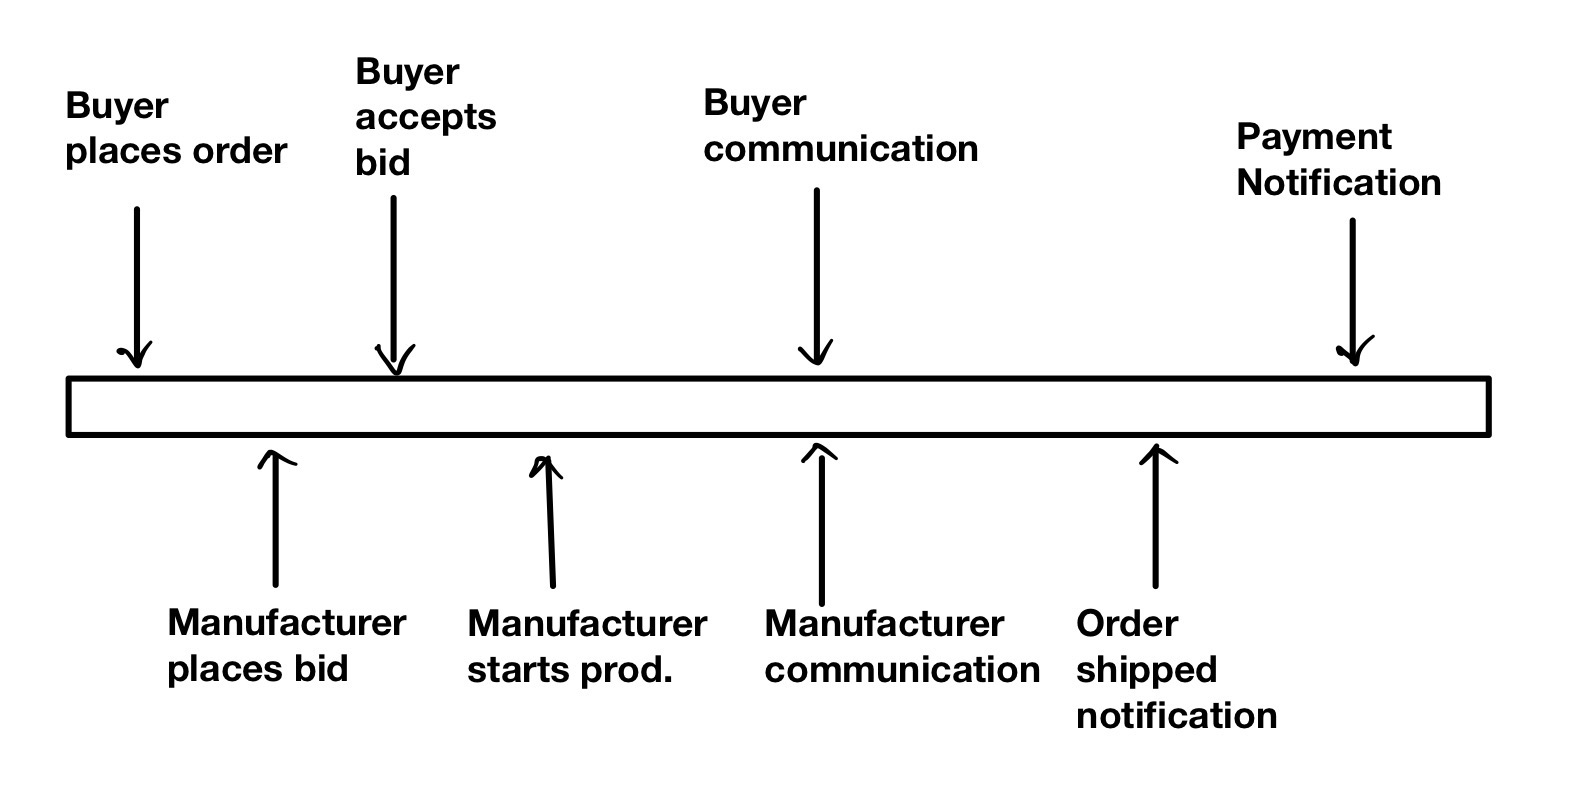 Buyer
places order
Buyer
accepts
bid
Buyer
communication
Payment
Notification
Manufacturer
places bid
Manufacturer
starts prod.
Manufacturer
communication
Order
shipped
notification